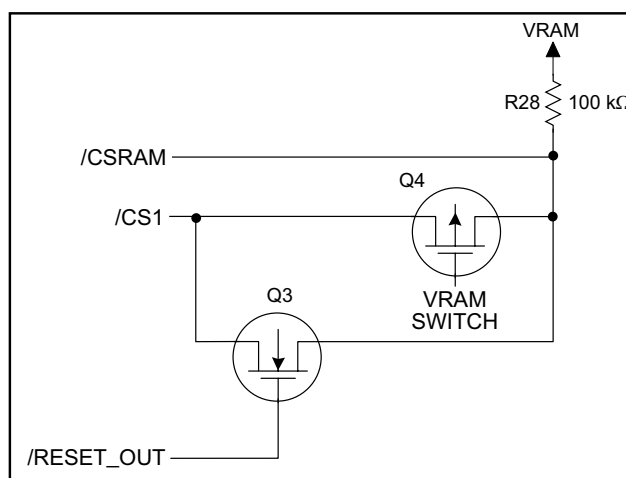 VRAM
R28 100 kΩ
/CSRAM
Q4
/CS1
VRAM
SWITCH
Q3
/RESET_OUT